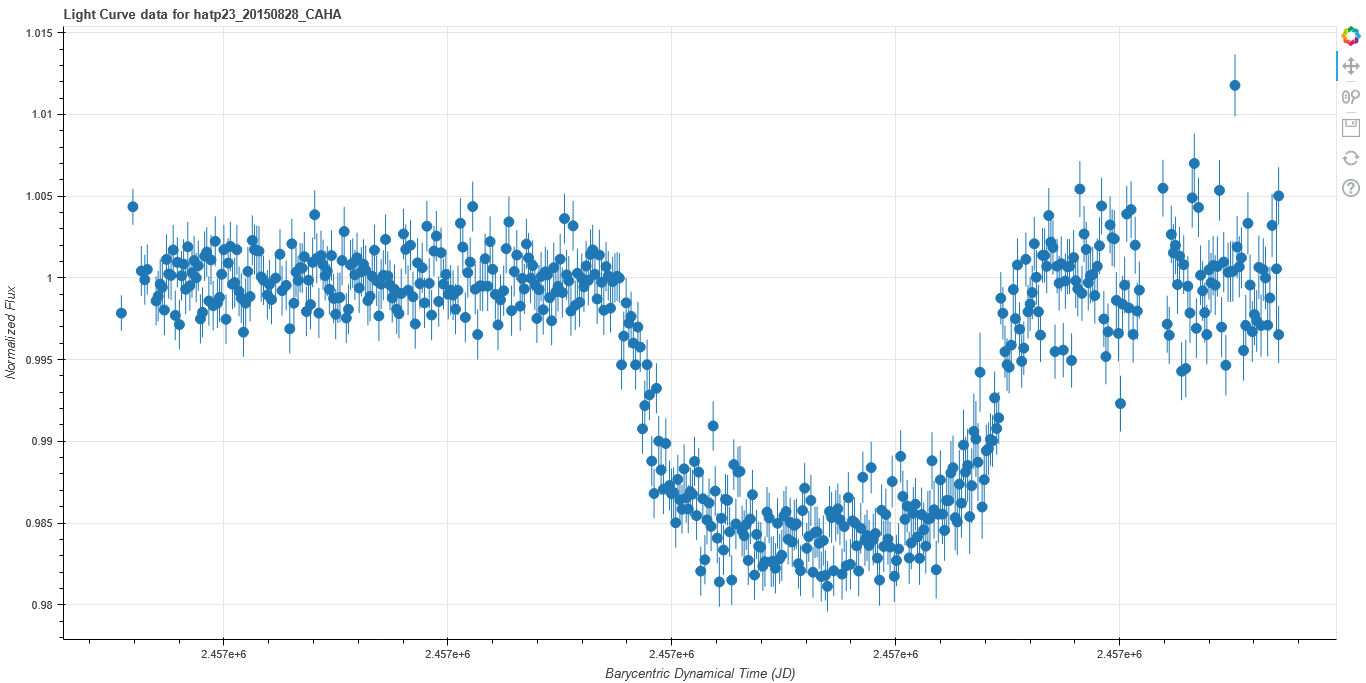 Light Curve data for hatp23_20150828_CAHA
1.015
1.01
1.005
1
0.995
0.99
0.985
0.98
Normalized Flux
2.457e+6 2.457e+6 2.457e+6 2.457e+6 2.457e+6
Barycentric Dynamical Time (JD)